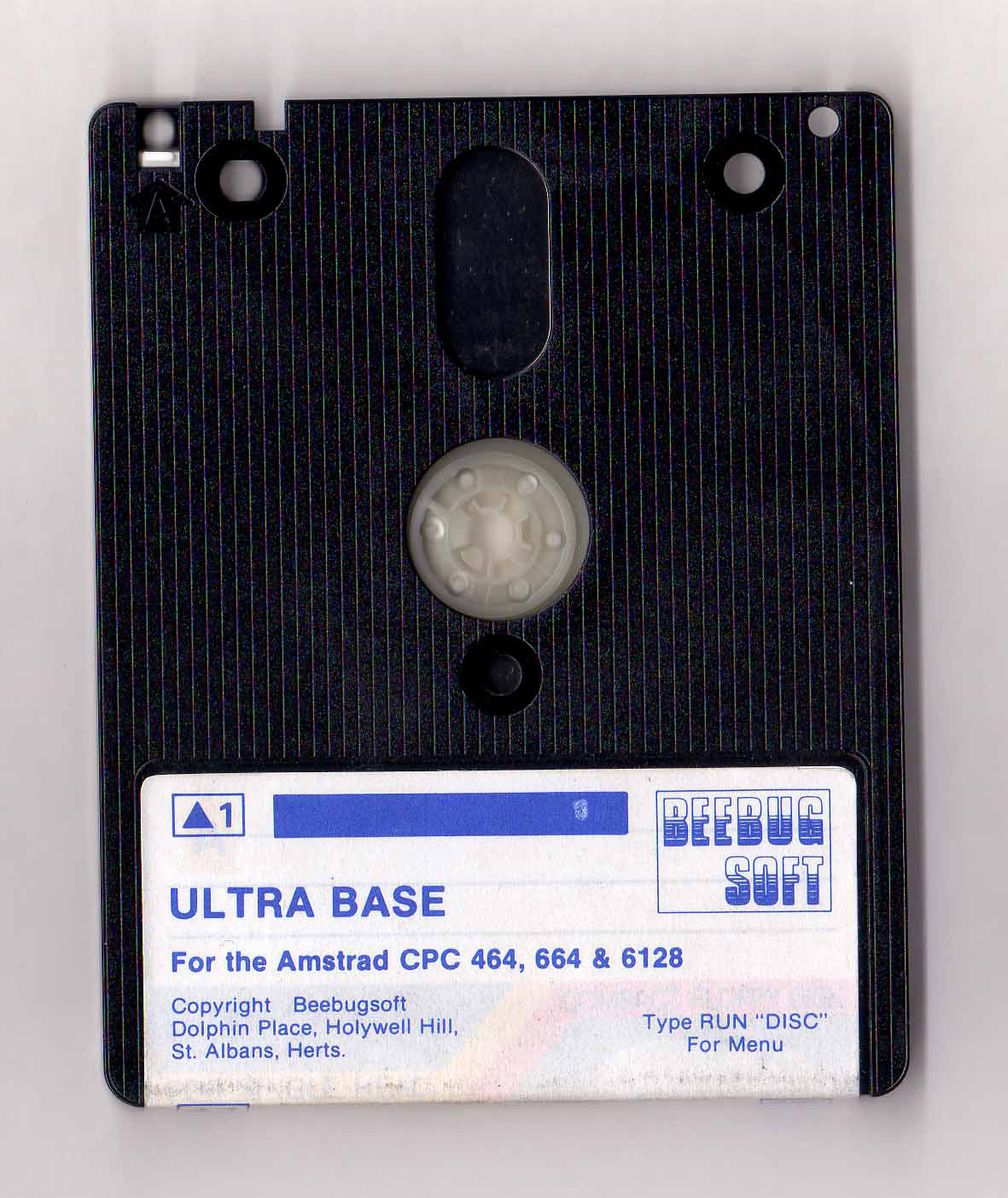 A
▲1
BEEBUG
SOFT
ULTRA BASE
For the Amstrad CPC 464, 664 & 6128
Copyright Beebugsoft
Dolphin Place, Holywell Hill,
St. Albans, Herts.
Type RUN "DISC"
For Menu